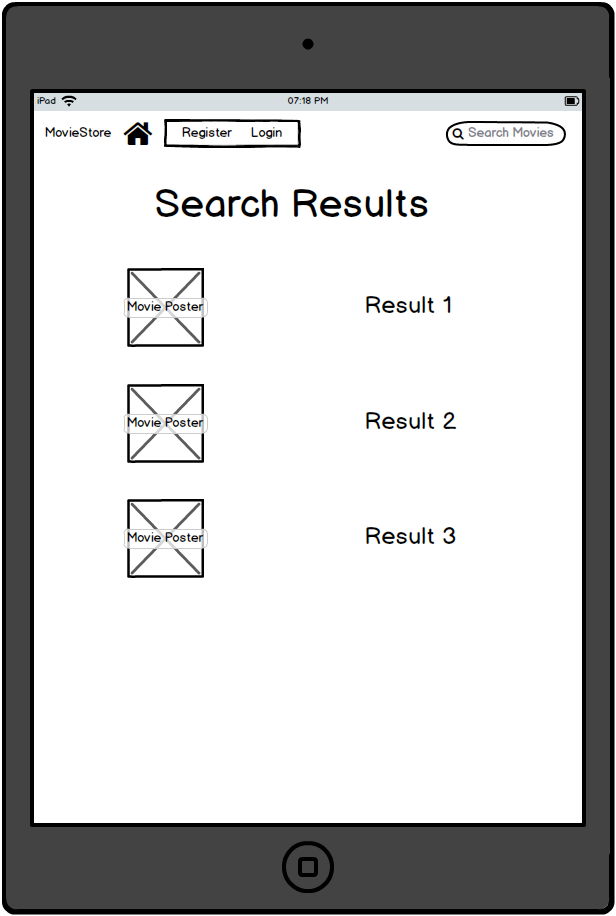 iPad 07:18 PM
MovieStore Register Login Search Movies
Search Results
Movie Poster Result 1
Movie Poster Result 2
Movie Poster Result 3